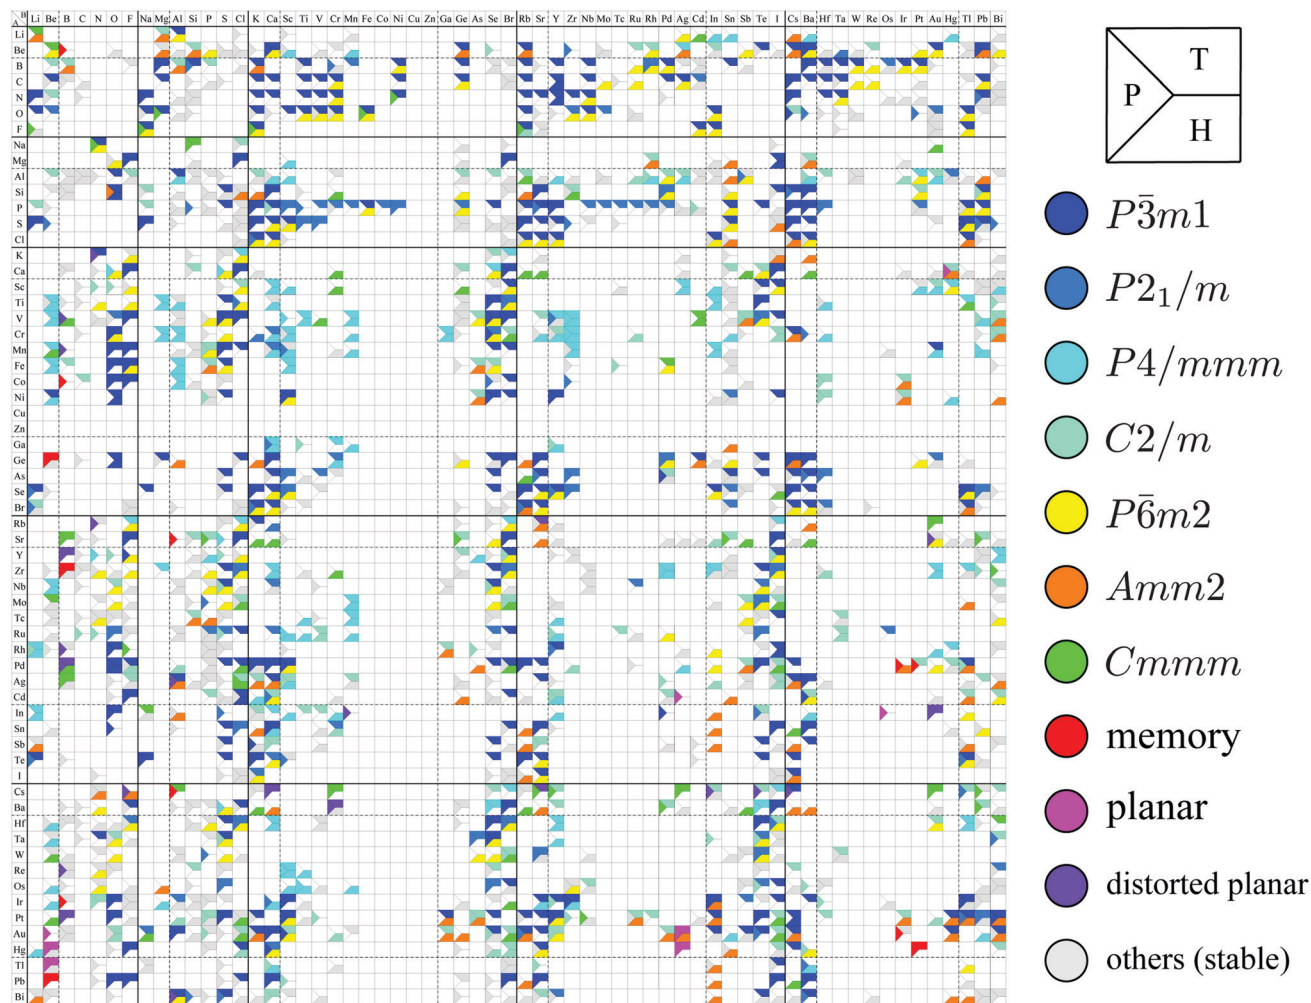 B
A
Li Be B C N O F Na Mg Al Si P S Cl K Ca Sc Ti V Cr Mn Fe Co Ni Cu Zn Ga Ge As Se Br Rb Sr Y Zr Nb Mo Tc Ru Rh Pd Ag Cd In Sn Sb Te I Cs Ba Hf Ta W Re Os Ir Pt Au Hg Tl Pb Bi
Li
Be
B
C
N
O
F
Na
Mg
Al
Si
P
S
Cl
K
Ca
Sc
Ti
V
Cr
Mn
Fe
Co
Ni
Cu
Zn
Ga
Ge
As
Se
Br
Rb
Sr
Y
Zr
Nb
Mo
Tc
Ru
Rh
Pd
Ag
Cd
In
Sn
Sb
Te
I
Cs
Ba
Hf
Ta
W
Re
Os
Ir
Pt
Au
Hg
Tl
Pb
Bi
T
P
H
P3̄m1
P2₁/m
P4/mmm
C2/m
P6̄m2
Amm2
Cmmm
memory
planar
distorted planar
others (stable)